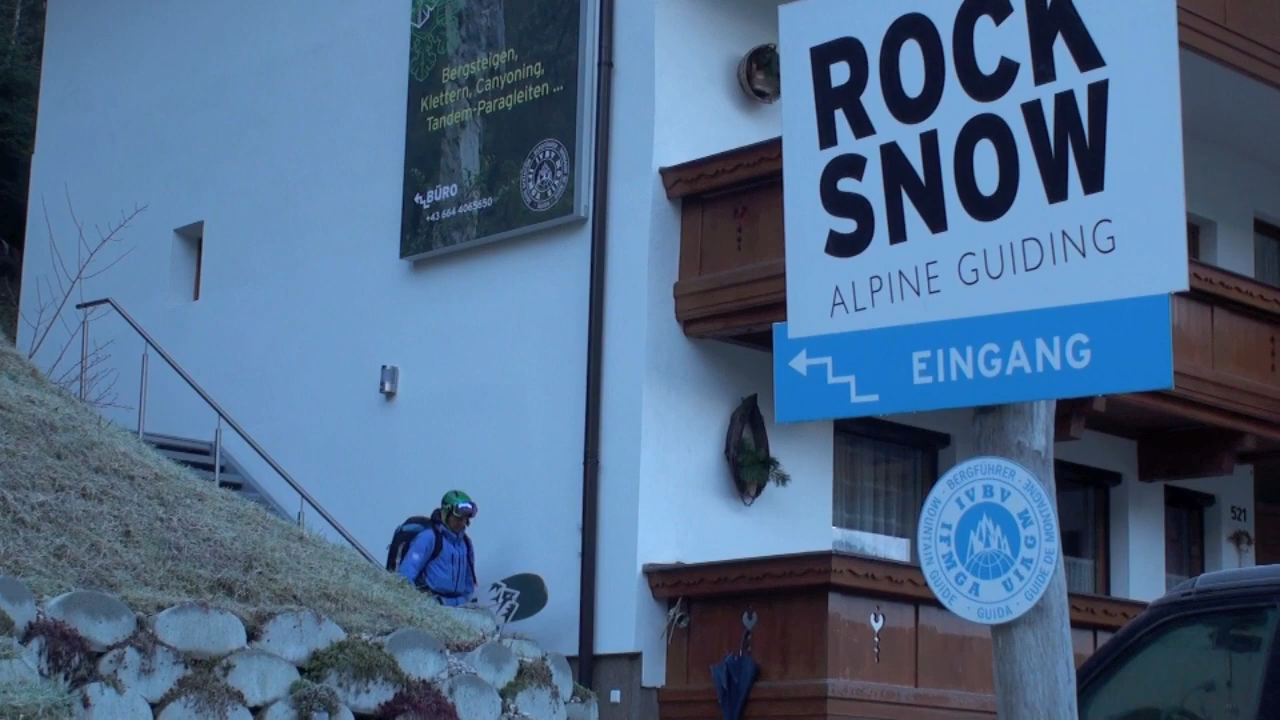 Bergsteigen,
Klettern, Canyoning,
Tandem-Paragleiten ...
IVBV
BÜRO
+43 664 4065650
ROCK
SNOW
ALPINE GUIDING
EINGANG
BERGFÜHRER · GUIDE DE MONTAGNE · GUIDA · MOUNTAIN GUIDE
IVBV UIAGM IFMGA
521